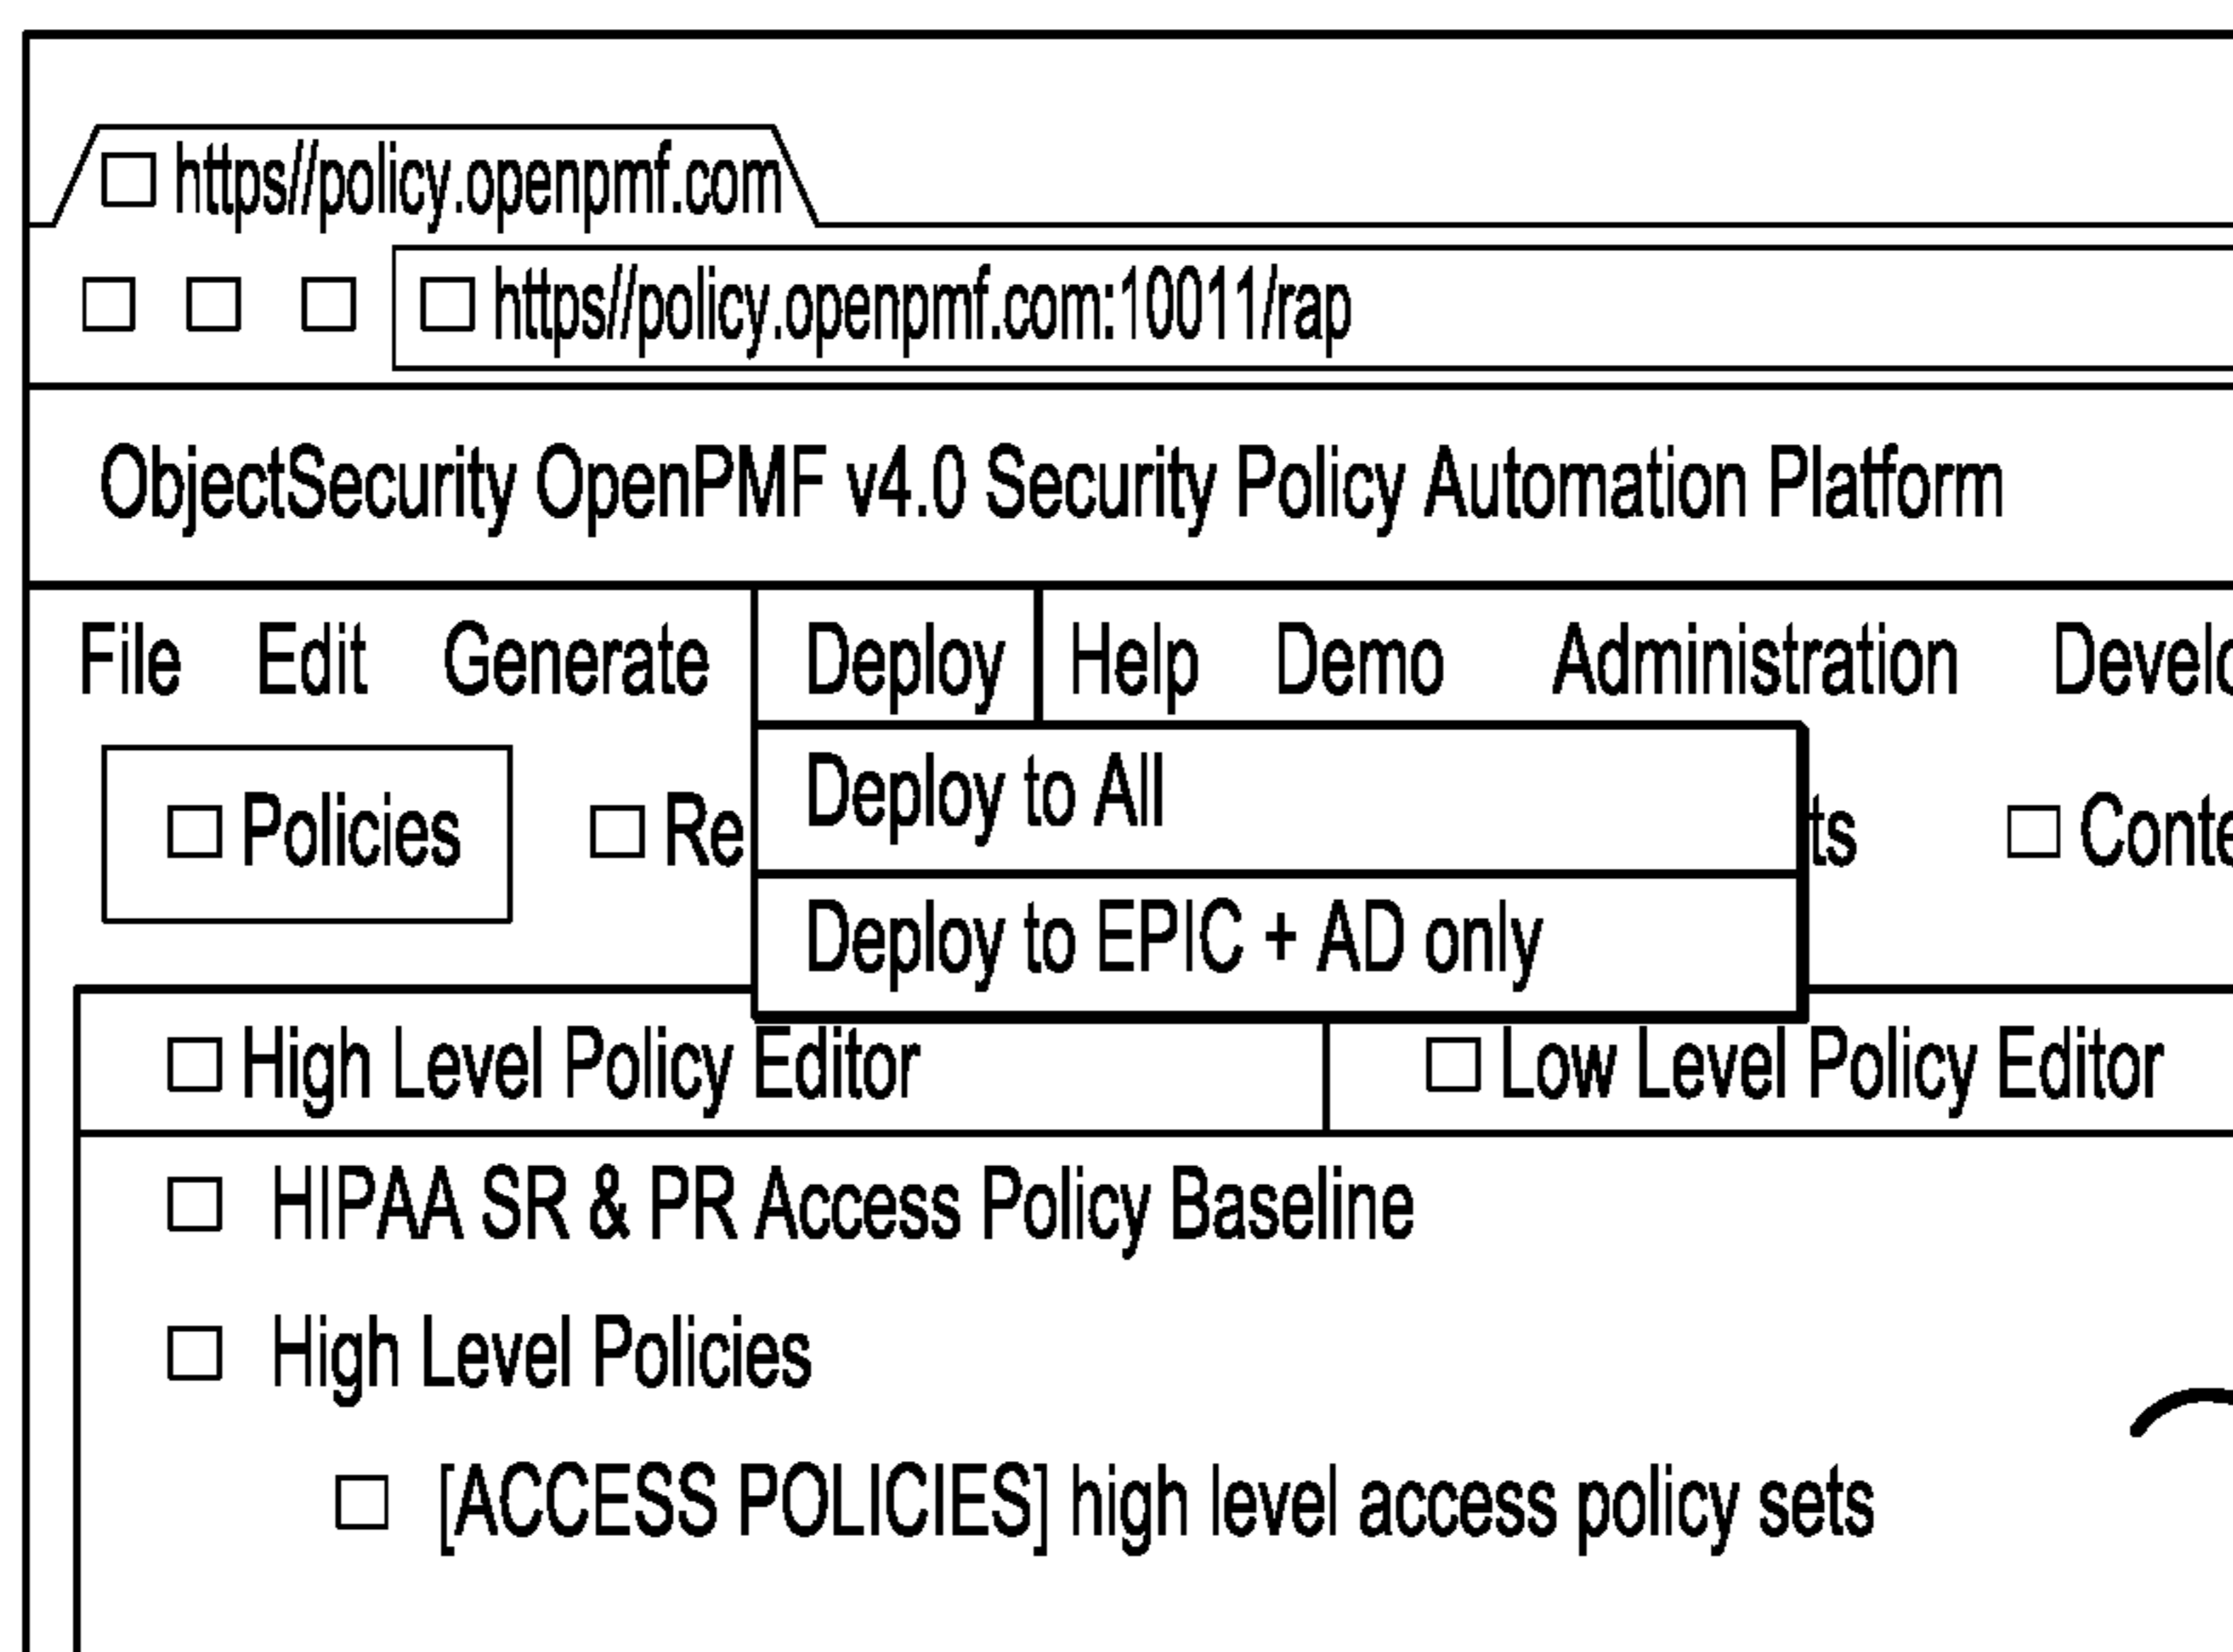 https//policy.openpmf.com
https//policy.openpmf.com:10011/rap
ObjectSecurity OpenPMF v4.0 Security Policy Automation Platform
File Edit Generate Deploy Help Demo Administration
Deploy to All
Policies
Deploy to EPIC + AD only
High Level Policy Editor Low Level Policy Editor
HIPAA SR & PR Access Policy Baseline
High Level Policies
[ACCESS POLICIES] high level access policy sets